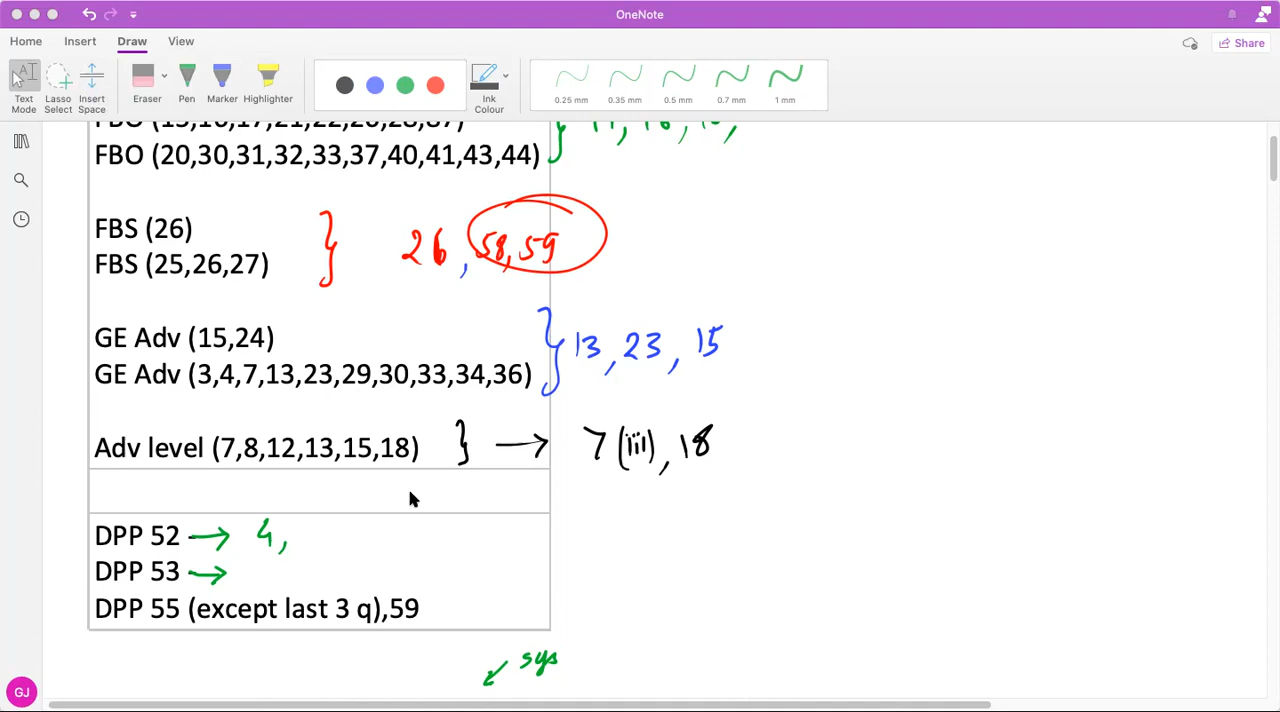 OneNote
Home Insert Draw View
Share
Text Mode
Lasso Select
Insert Space
Eraser
Pen
Marker
Highlighter
Ink Colour
0.25 mm 0.35 mm 0.5 mm 0.7 mm 1 mm
FBO (20,30,31,32,33,37,40,41,43,44)
FBS (26)
FBS (25,26,27)
26, 58,59
GE Adv (15,24)
GE Adv (3,4,7,13,23,29,30,33,34,36)
13, 23, 15
Adv level (7,8,12,13,15,18) } → 7 (iii), 18
DPP 52 → 4,
DPP 53 →
DPP 55 (except last 3 q),59
sys
GJ